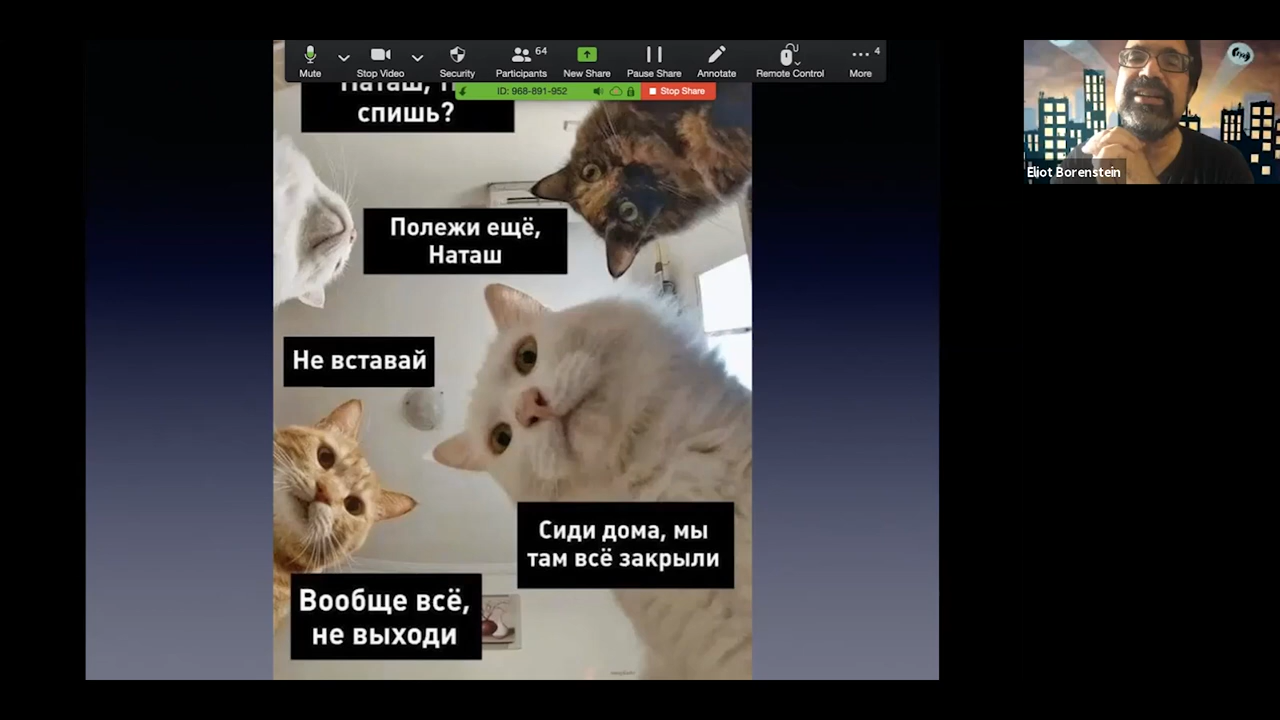 Mute
Stop Video
Security
Participants
64
New Share
Pause Share
Annotate
Remote Control
More
4
ID: 968-891-952
Stop Share
Наташ,
спишь?
Полежи ещё,
Наташ
Не вставай
Сиди дома, мы
там всё закрыли
Вообще всё,
не выходи
Eliot Borenstein